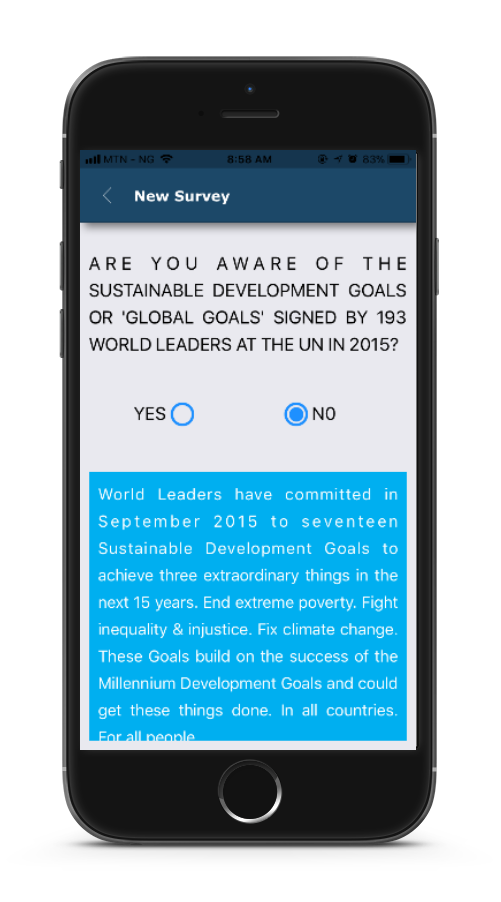 MTN - NG 8:58 AM 83%
New Survey
ARE YOU AWARE OF THE
SUSTAINABLE DEVELOPMENT GOALS
OR 'GLOBAL GOALS' SIGNED BY 193
WORLD LEADERS AT THE UN IN 2015?
YES N0
World Leaders have committed in
September 2015 to seventeen
Sustainable Development Goals to
achieve three extraordinary things in the
next 15 years. End extreme poverty. Fight
inequality & injustice. Fix climate change.
These Goals build on the success of the
Millennium Development Goals and could
get these things done. In all countries.
For all people